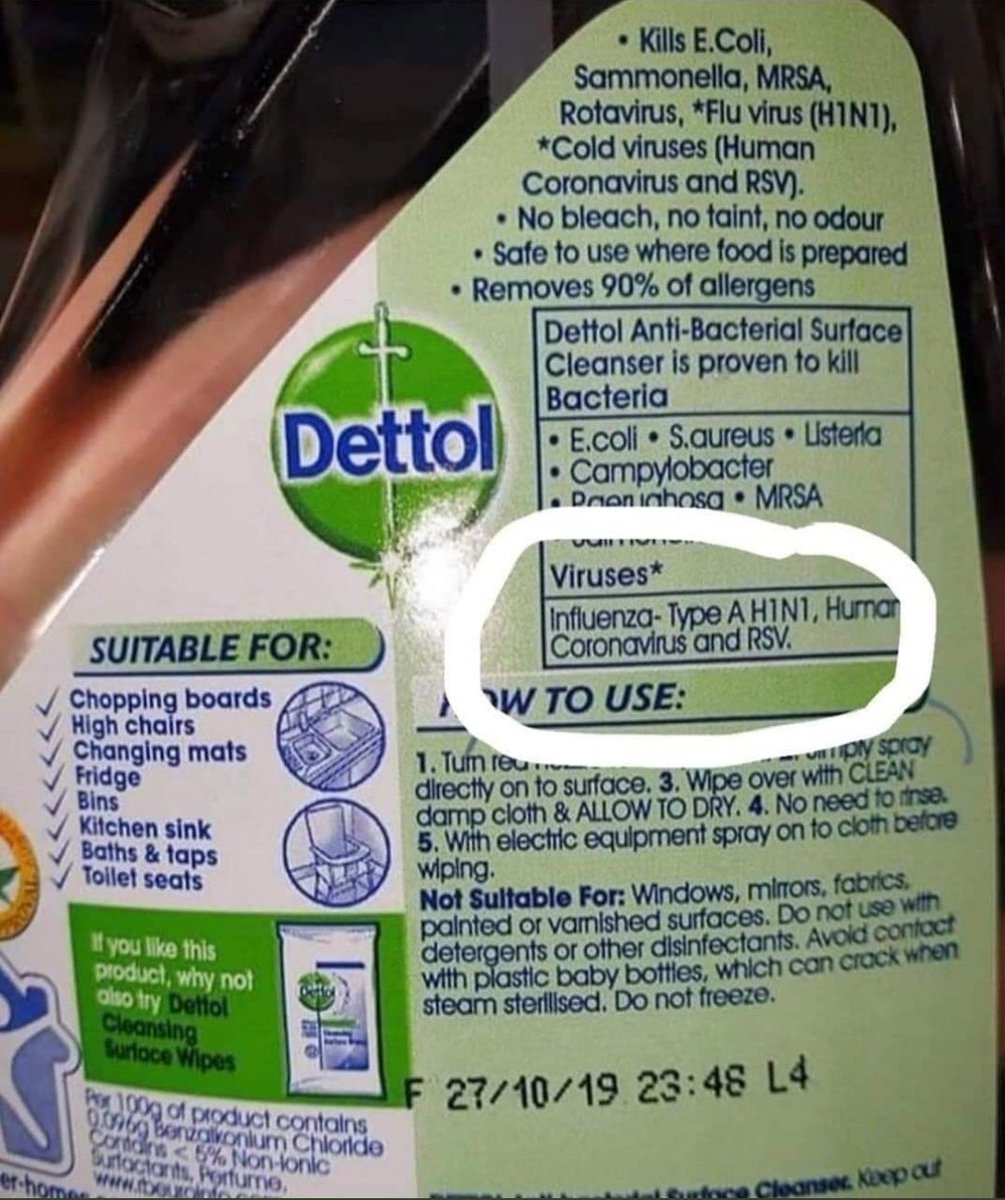 • Kills E.Coli,
Sammonella, MRSA,
Rotavirus, *Flu virus (H1N1),
*Cold viruses (Human
Coronavirus and RSV).
• No bleach, no taint, no odour
• Safe to use where food is prepared
• Removes 90% of allergens
Dettol Anti-Bacterial Surface
Cleanser is proven to kill
Bacteria
• E.coli • S.aureus • Listeria
• Campylobacter
• MRSA
Viruses*
Influenza- Type A H1N1, Human
Coronavirus and RSV.
Dettol
SUITABLE FOR:
Chopping boards
High chairs
Changing mats
Fridge
Bins
Kitchen sink
Baths & taps
Toilet seats
If you like this
product, why not
also try Dettol
Cleansing
Surface Wipes
Dettol
Per 100g of product contains
0.096g Benzalkonium Chloride
Contains < 5% Non-Ionic
Surfactants, Perfume.
HOW TO USE:
1. Turn spray
directly on to surface. 3. Wipe over with CLEAN
damp cloth & ALLOW TO DRY. 4. No need to rinse.
5. With electric equipment spray on to cloth before
wiping.
Not Suitable For: Windows, mirrors, fabrics,
painted or varnished surfaces. Do not use with
detergents or other disinfectants. Avoid contact
with plastic baby bottles, which can crack when
steam sterilised. Do not freeze.
F 27/10/19 23:48 L4
Surface Cleanser. Keep out